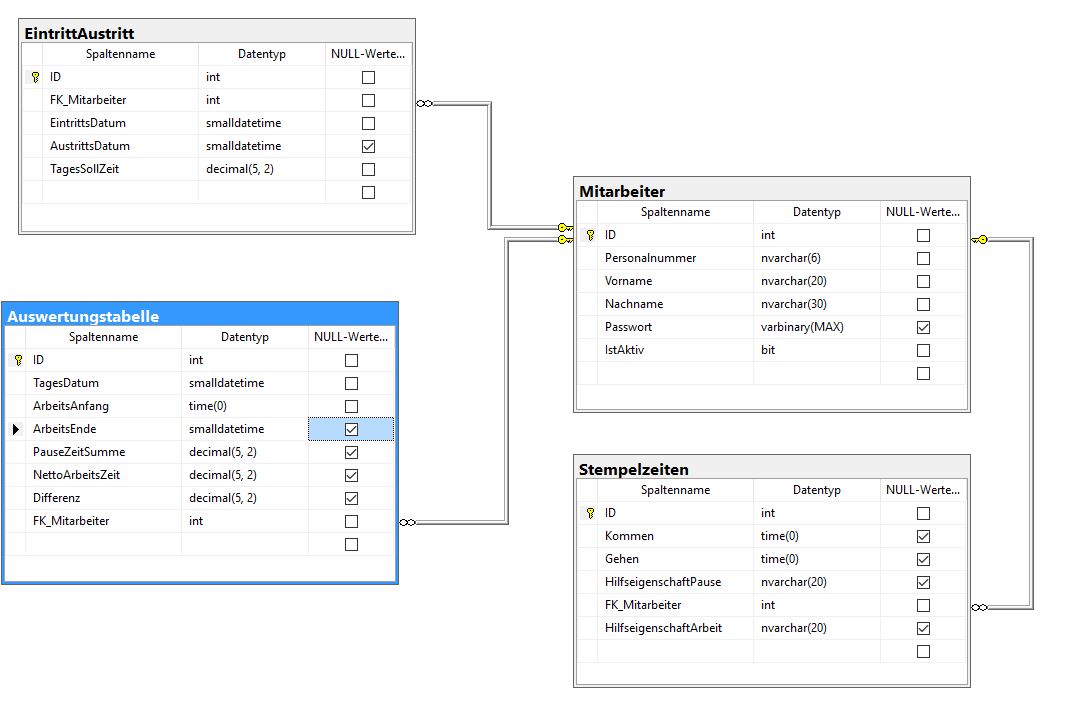 EintrittAustritt
Spaltenname Datentyp NULL-Werte...
ID int
FK_Mitarbeiter int
EintrittsDatum smalldatetime
AustrittsDatum smalldatetime
TagesSollZeit decimal(5, 2)
Mitarbeiter
Spaltenname Datentyp NULL-Werte...
ID int
Personalnummer nvarchar(6)
Vorname nvarchar(20)
Nachname nvarchar(30)
Passwort varbinary(MAX)
IstAktiv bit
Auswertungstabelle
Spaltenname Datentyp NULL-Werte...
ID int
TagesDatum smalldatetime
ArbeitsAnfang time(0)
ArbeitsEnde smalldatetime
PauseZeitSumme decimal(5, 2)
NettoArbeitsZeit decimal(5, 2)
Differenz decimal(5, 2)
FK_Mitarbeiter int
Stempelzeiten
Spaltenname Datentyp NULL-Werte...
ID int
Kommen time(0)
Gehen time(0)
HilfseigenschaftPause nvarchar(20)
FK_Mitarbeiter int
HilfseigenschaftArbeit nvarchar(20)